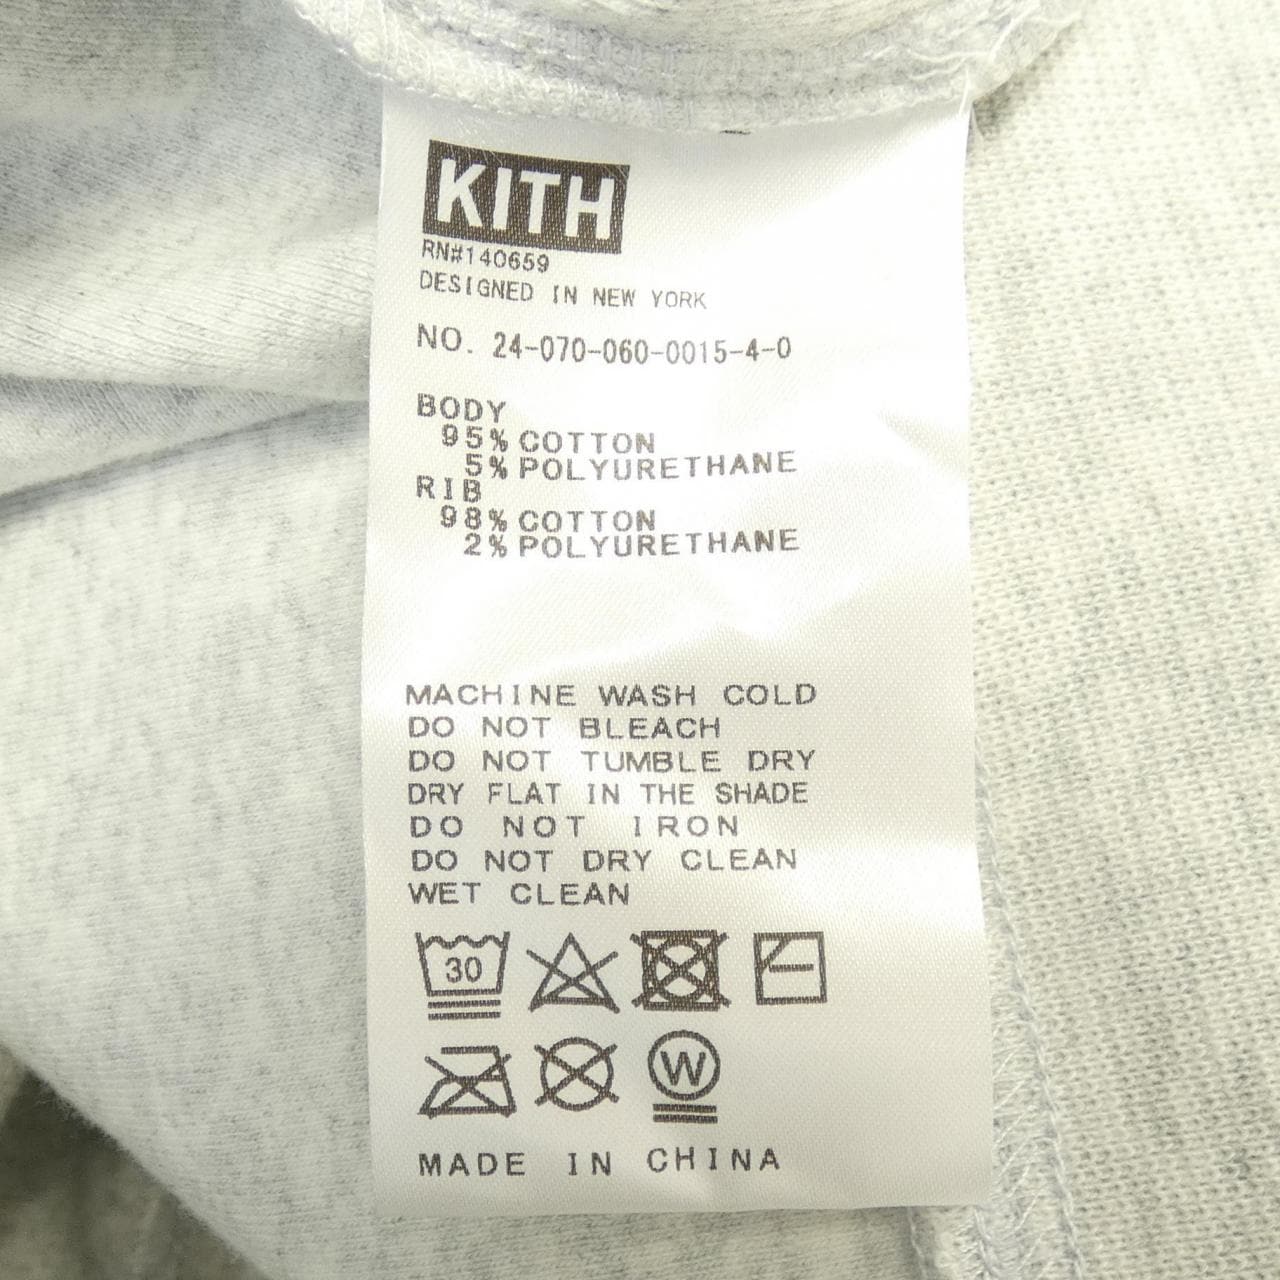 KITH
RN#140659
DESIGNED IN NEW YORK
NO. 24-070-060-0015-4-0
BODY
95% COTTON
5% POLYURETHANE
RIB
98% COTTON
2% POLYURETHANE
MACHINE WASH COLD
DO NOT BLEACH
DO NOT TUMBLE DRY
DRY FLAT IN THE SHADE
DO NOT IRON
DO NOT DRY CLEAN
WET CLEAN
30
W
MADE IN CHINA